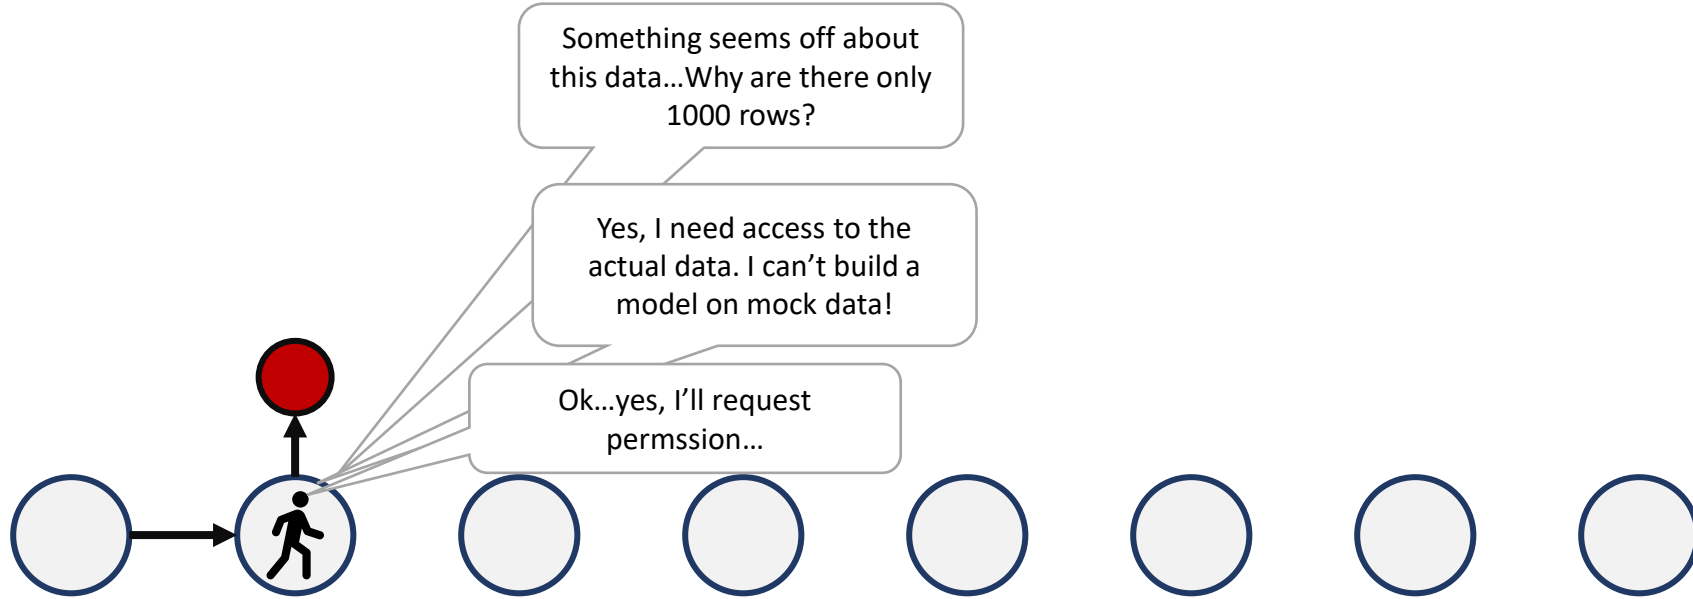 Something seems off about
this data…Why are there only
1000 rows?
Yes, I need access to the
actual data. I can’t build a
model on mock data!
Ok…yes, I’ll request
permssion…